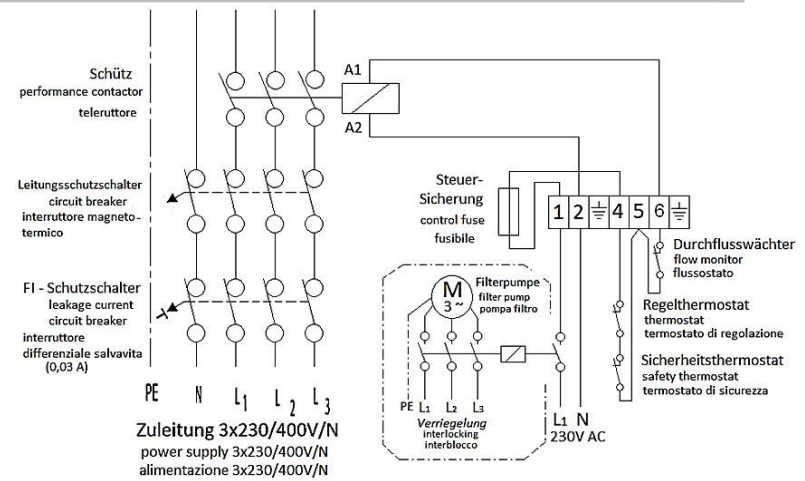 Schütz
performance contactor
teleruttore
A1
A2
Leitungsschutzschalter
circuit breaker
interruttore magneto-
termico
FI - Schutzschalter
leakage current
circuit breaker
interruttore
differenziale salvavita
(0,03 A)
PE N L1 L2 L3
Zuleitung 3x230/400V/N
power supply 3x230/400V/N
alimentazione 3x230/400V/N
Steuer-
Sicherung
control fuse
fusibile
1 2 4 5 6
Durchflusswächter
flow monitor
flussostato
Regelthermostat
thermostat
termostato di regolazione
Sicherheitsthermostat
safety thermostat
termostato di sicurezza
M
3~
Filterpumpe
filter pump
pompa filtro
PE L1 L2 L3
Verriegelung
interlocking
interblocco
L1 N
230V AC